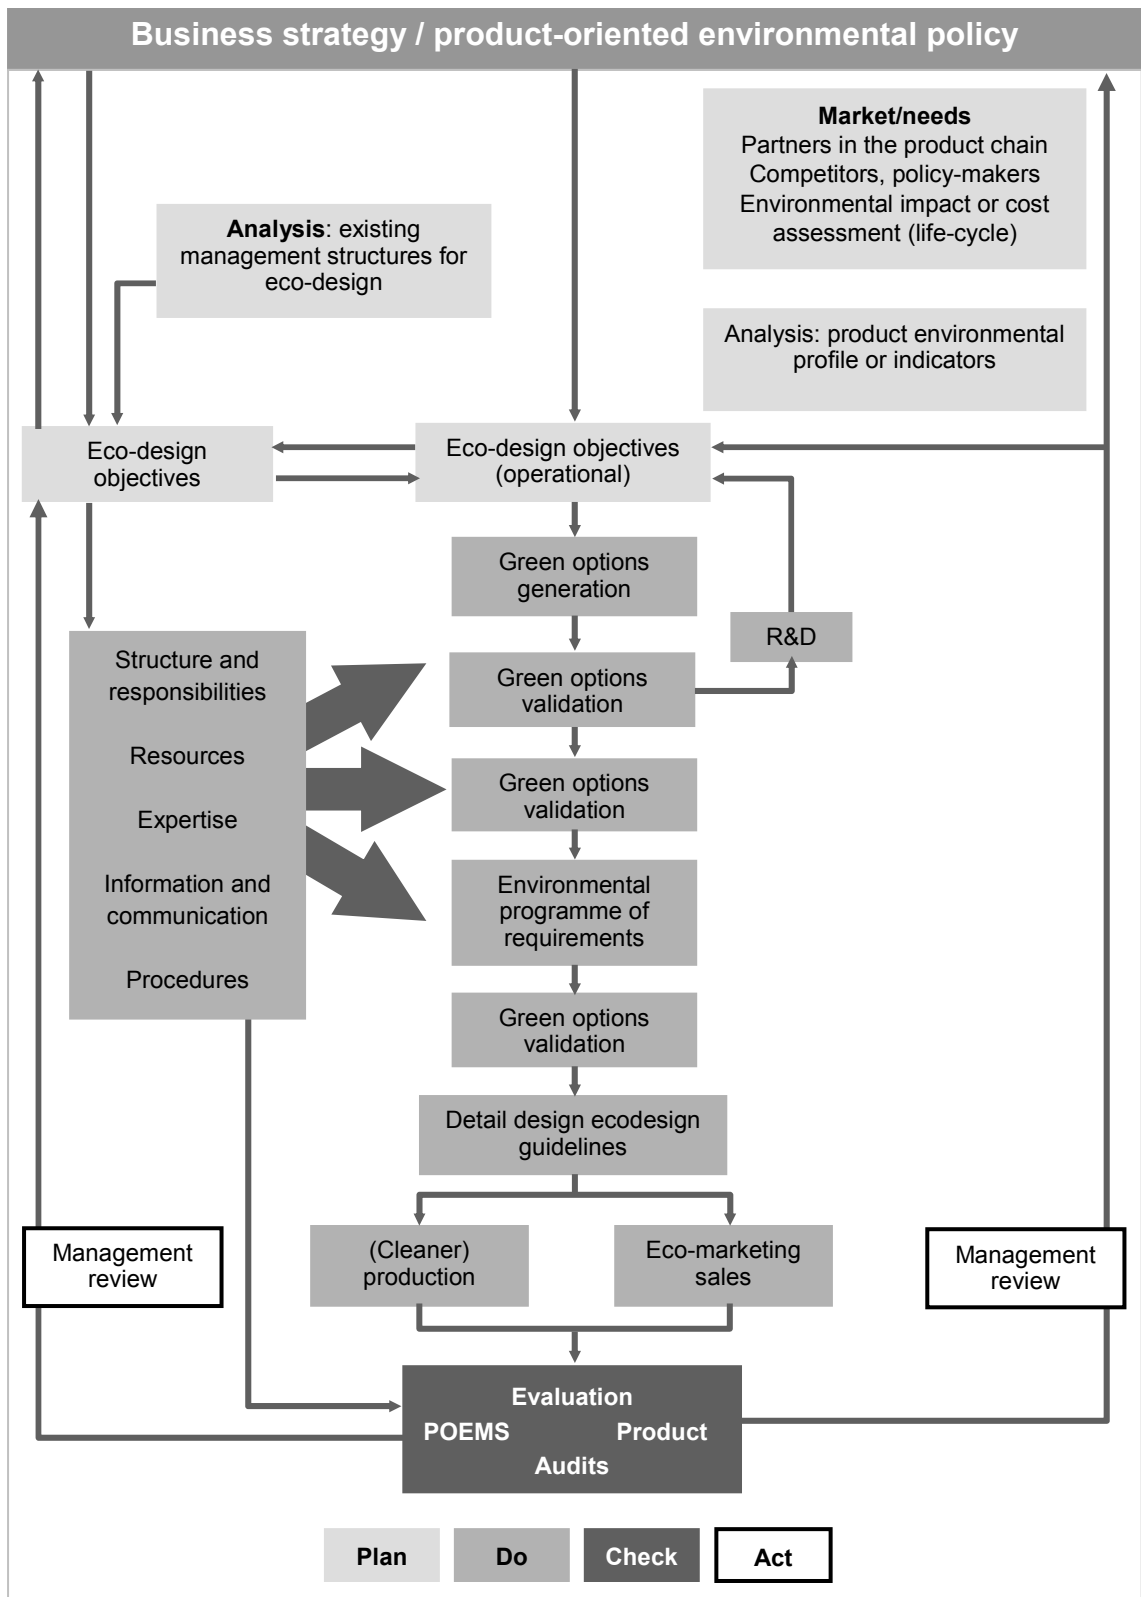 Business strategy / product-oriented environmental policy
Market/needs
Partners in the product chain
Competitors, policy-makers
Environmental impact or cost
assessment (life-cycle)
Analysis: existing
management structures for
eco-design
Analysis: product environmental
profile or indicators
Eco-design
objectives
Eco-design objectives
(operational)
Green options
generation
R&D
Structure and
responsibilities
Resources
Expertise
Information and
communication
Procedures
Green options
validation
Green options
validation
Environmental
programme of
requirements
Green options
validation
Detail design ecodesign
guidelines
Management
review
(Cleaner)
production
Eco-marketing
sales
Management
review
Evaluation
POEMS Product
Audits
Plan
Do
Check
Act